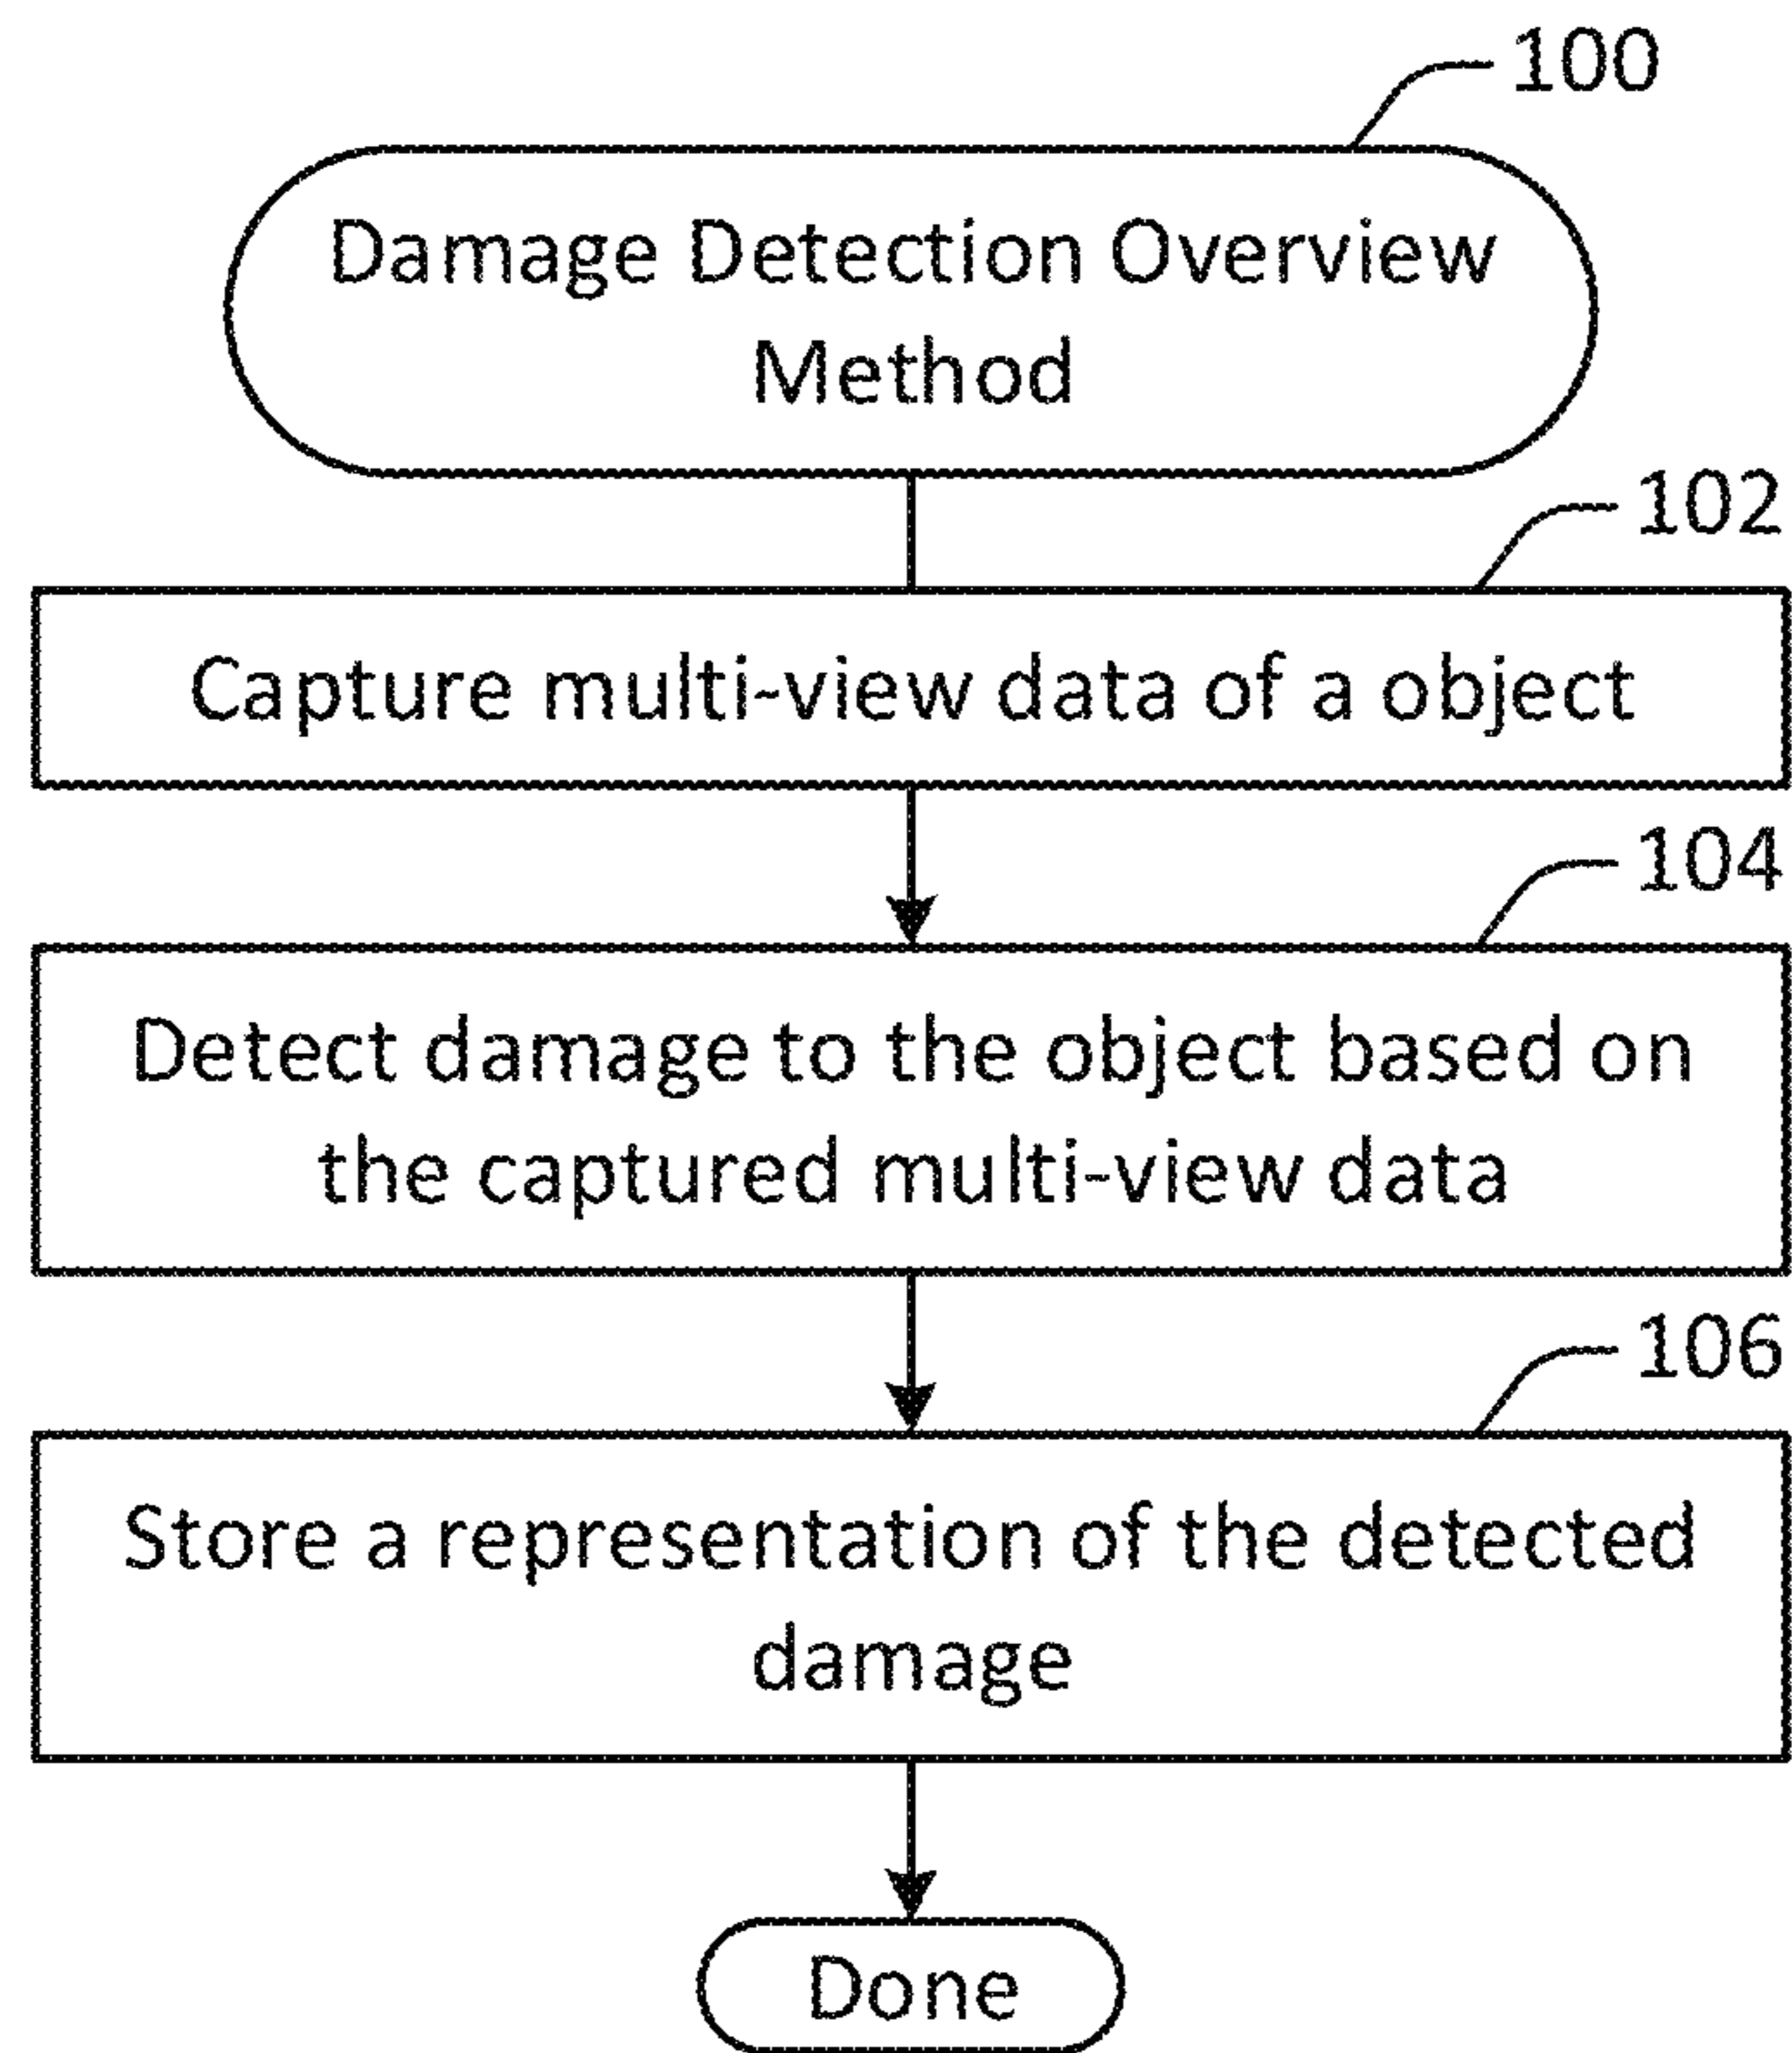 100
Damage Detection Overview
Method
102
Capture multi-view data of a object
104
Detect damage to the object based on
the captured multi-view data
106
Store a representation of the detected
damage
Done